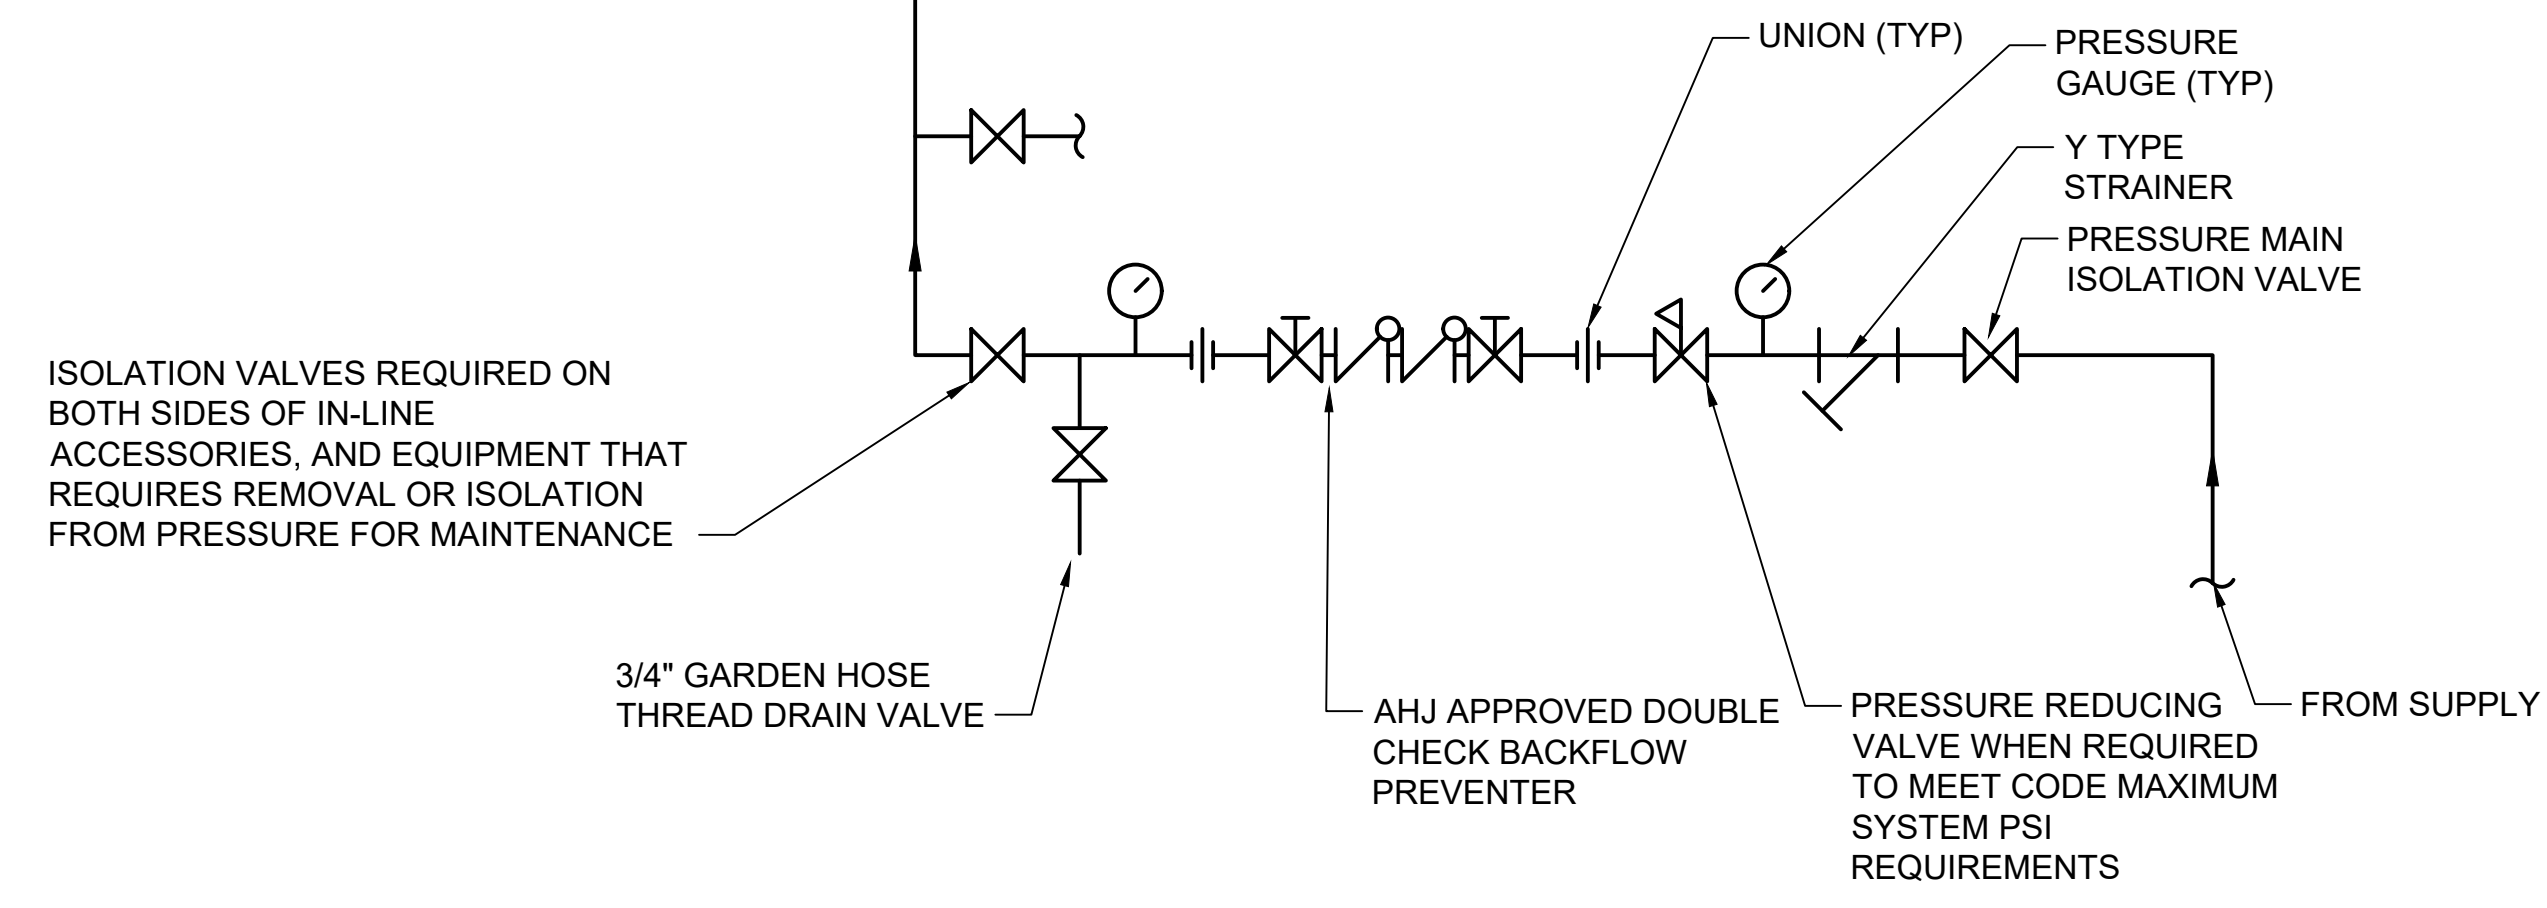 UNION (TYP)
PRESSURE
GAUGE (TYP)
Y TYPE
STRAINER
PRESSURE MAIN
ISOLATION VALVE
ISOLATION VALVES REQUIRED ON
BOTH SIDES OF IN-LINE
ACCESSORIES, AND EQUIPMENT THAT
REQUIRES REMOVAL OR ISOLATION
FROM PRESSURE FOR MAINTENANCE
3/4" GARDEN HOSE
THREAD DRAIN VALVE
AHJ APPROVED DOUBLE
CHECK BACKFLOW
PREVENTER
PRESSURE REDUCING
VALVE WHEN REQUIRED
TO MEET CODE MAXIMUM
SYSTEM PSI
REQUIREMENTS
FROM SUPPLY